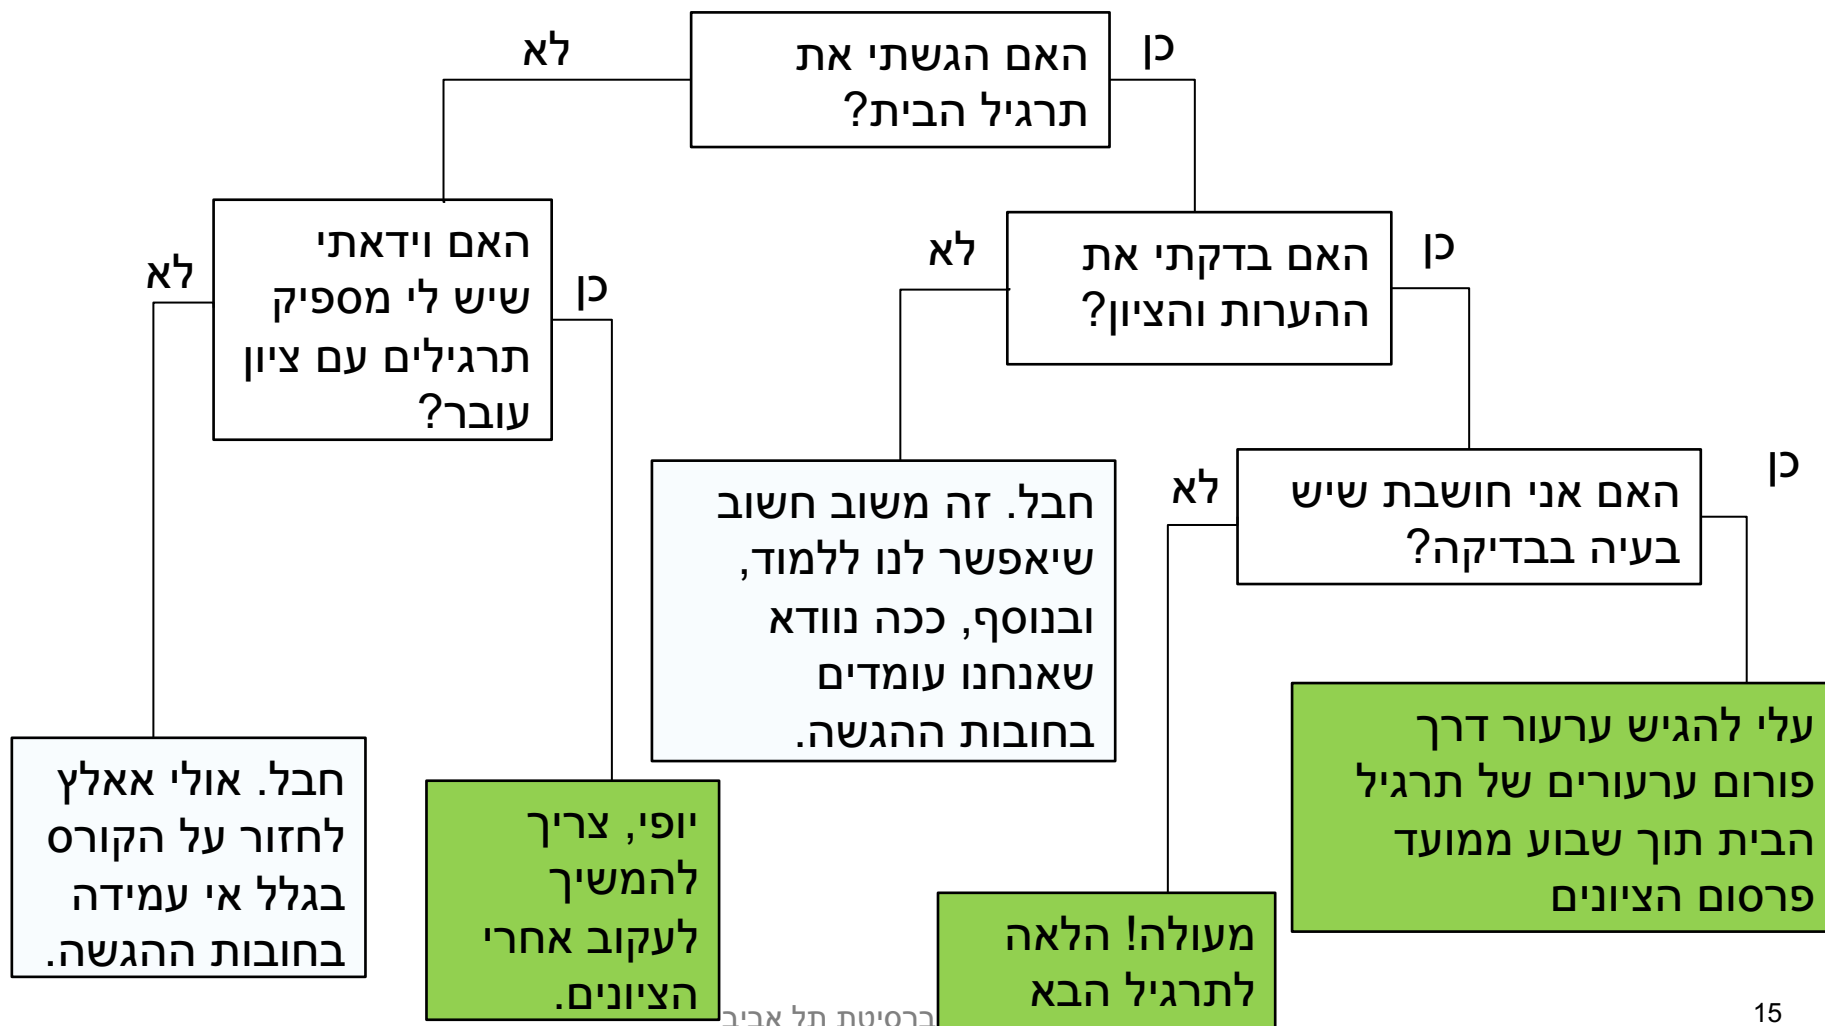 האם הגשתי את
תרגיל הבית?
כן
לא
האם בדקתי את
ההערות והציון?
כן
לא
האם וידאתי
שיש לי מספיק
תרגילים עם ציון
עובר?
כן
לא
האם אני חושבת שיש
בעיה בבדיקה?
כן
לא
חבל. זה משוב חשוב
שיאפשר לנו ללמוד,
ובנוסף, ככה נוודא
שאנחנו עומדים
בחובות ההגשה.
עלי להגיש ערעור דרך
פורום ערעורים של תרגיל
הבית תוך שבוע ממועד
פרסום הציונים
מעולה! הלאה
לתרגיל הבא
יופי, צריך
להמשיך
לעקוב אחרי
הציונים.
חבל. אולי אאלץ
לחזור על הקורס
בגלל אי עמידה
בחובות ההגשה.
ברסיטת תל אביב
15